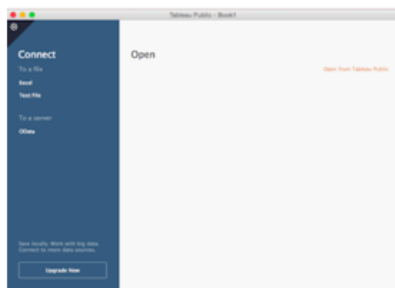 Tableau Public - Book1
Connect
To a file
Excel
Text File
To a server
OData
Save locally. Work with big data.
Connect to more data sources.
Upgrade Now
Open
Open from Tableau Public